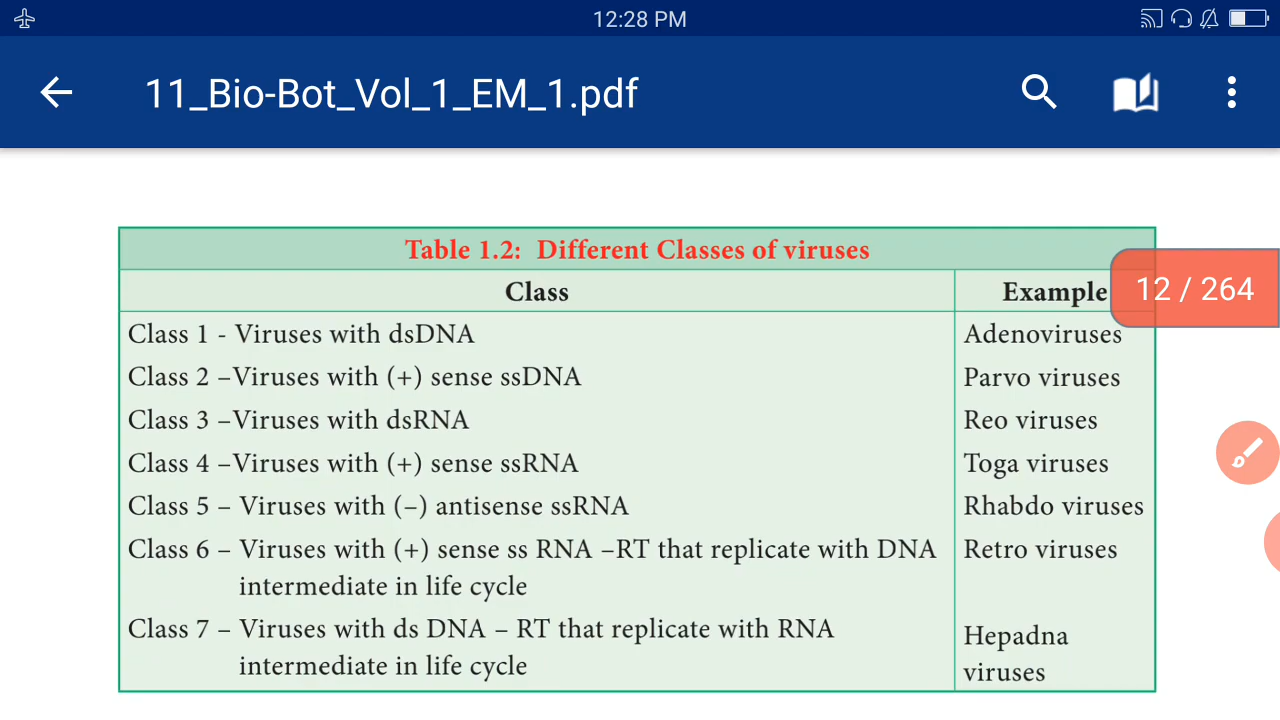 12:28 PM
11_Bio-Bot_Vol_1_EM_1.pdf
Table 1.2: Different Classes of viruses
Class Example
12 / 264
Class 1 - Viruses with dsDNA Adenoviruses
Class 2 –Viruses with (+) sense ssDNA Parvo viruses
Class 3 –Viruses with dsRNA Reo viruses
Class 4 –Viruses with (+) sense ssRNA Toga viruses
Class 5 – Viruses with (–) antisense ssRNA Rhabdo viruses
Class 6 – Viruses with (+) sense ss RNA –RT that replicate with DNA Retro viruses
intermediate in life cycle
Class 7 – Viruses with ds DNA – RT that replicate with RNA Hepadna
intermediate in life cycle viruses